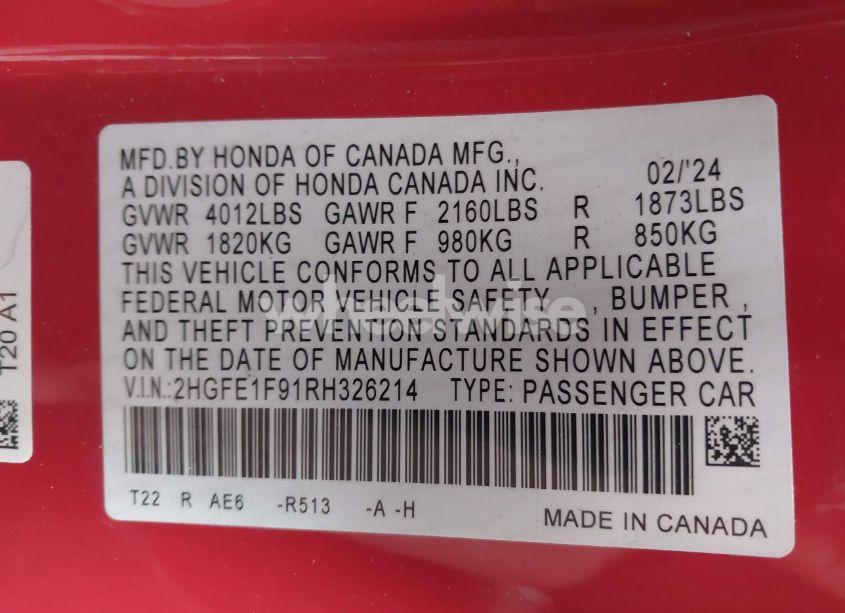 MFD.BY HONDA OF CANADA MFG.,
A DIVISION OF HONDA CANADA INC. 02/'24
GVWR 4012LBS GAWR F 2160LBS R 1873LBS
GVWR 1820KG GAWR F 980KG R 850KG
THIS VEHICLE CONFORMS TO ALL APPLICABLE
FEDERAL MOTOR VEHICLE SAFETY , BUMPER ,
AND THEFT PREVENTION STANDARDS IN EFFECT
ON THE DATE OF MANUFACTURE SHOWN ABOVE.
V.I.N.:2HGFE1F91RH326214 TYPE: PASSENGER CAR
T22 R AE6 -R513 -A -H
MADE IN CANADA
T20 A1
wheelwise